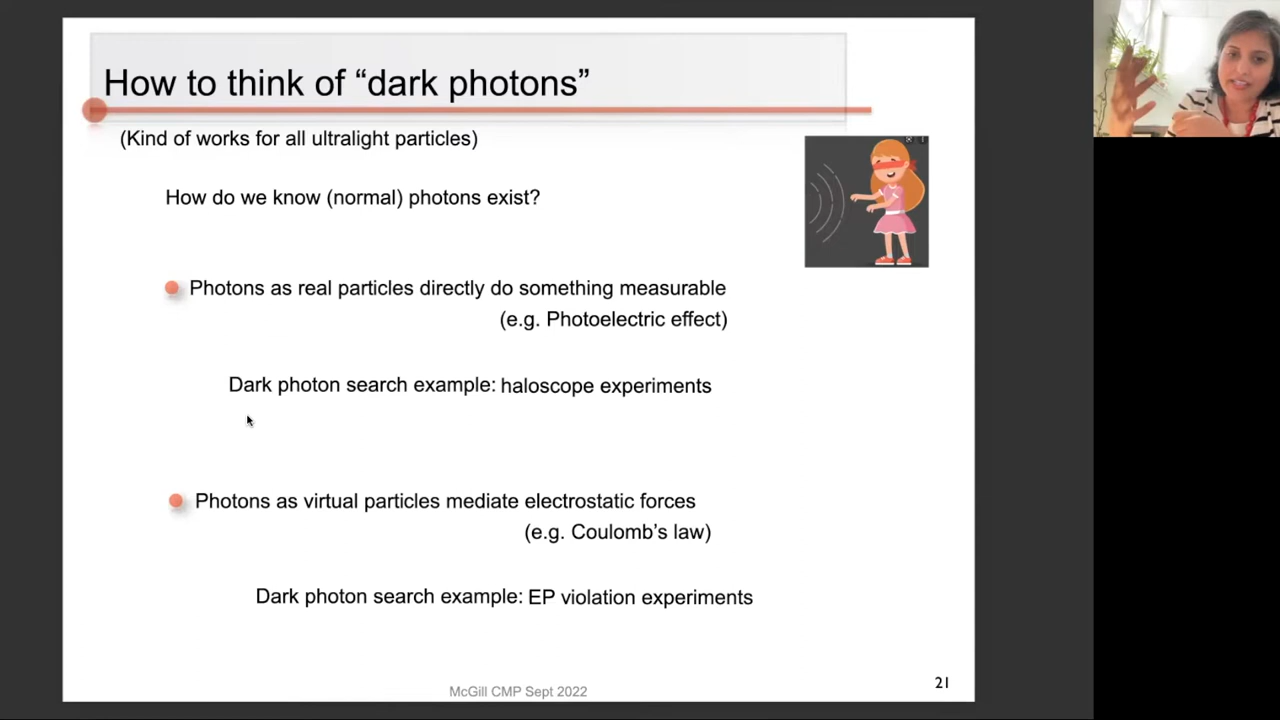 How to think of “dark photons”
(Kind of works for all ultralight particles)
How do we know (normal) photons exist?
Photons as real particles directly do something measurable
(e.g. Photoelectric effect)
Dark photon search example: haloscope experiments
Photons as virtual particles mediate electrostatic forces
(e.g. Coulomb’s law)
Dark photon search example: EP violation experiments
McGill CMP Sept 2022
21